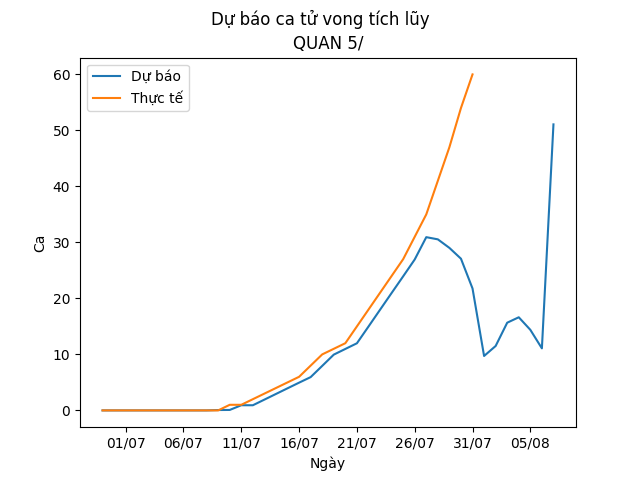 Dự báo ca tử vong tích lũy
QUAN 5/
Dự báo
Thực tế
60
50
40
30
20
10
0
Ca
01/07 06/07 11/07 16/07 21/07 26/07 31/07 05/08
Ngày